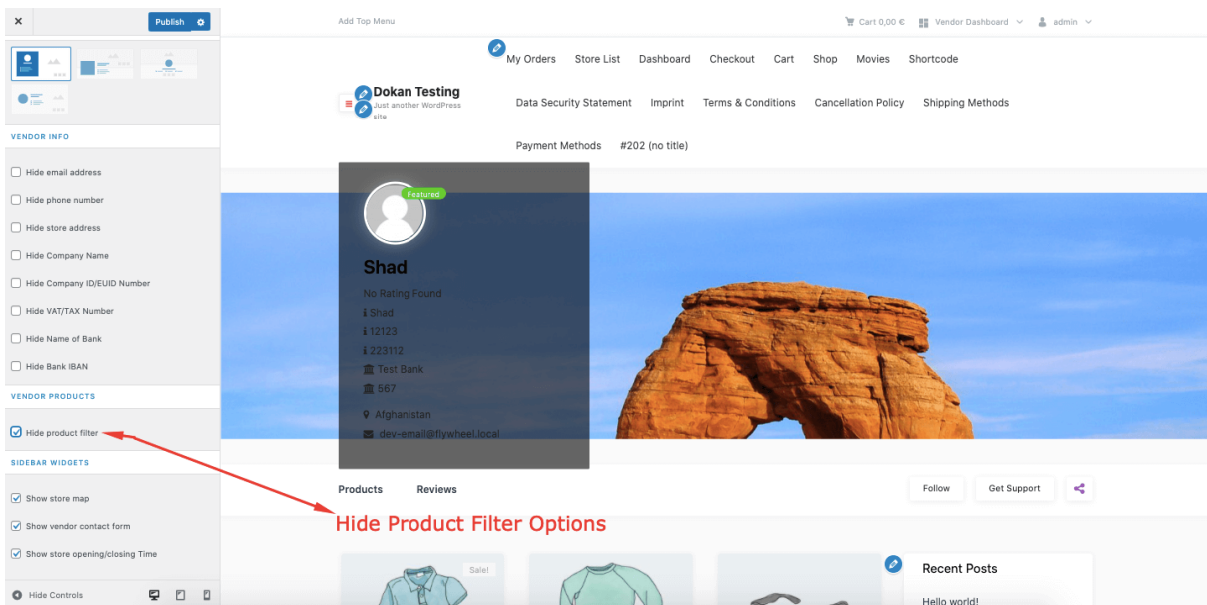 Publish
VENDOR INFO
Hide email address
Hide phone number
Hide store address
Hide Company Name
Hide Company ID/EUID Number
Hide VAT/TAX Number
Hide Name of Bank
Hide Bank IBAN
VENDOR PRODUCTS
Hide product filter
SIDEBAR WIDGETS
Show store map
Show vendor contact form
Show store opening/closing Time
Hide Controls
Add Top Menu
Cart 0,00 € Vendor Dashboard admin
My Orders Store List Dashboard Checkout Cart Shop Movies Shortcode
Dokan Testing
Just another WordPress
site
Data Security Statement Imprint Terms & Conditions Cancellation Policy Shipping Methods
Payment Methods #202 (no title)
Featured
Shad
No Rating Found
Shad
12123
223112
Test Bank
567
Afghanistan
dev-email@flywheel.local
Products Reviews
Follow Get Support
Hide Product Filter Options
Sale!
Recent Posts
Hello world!